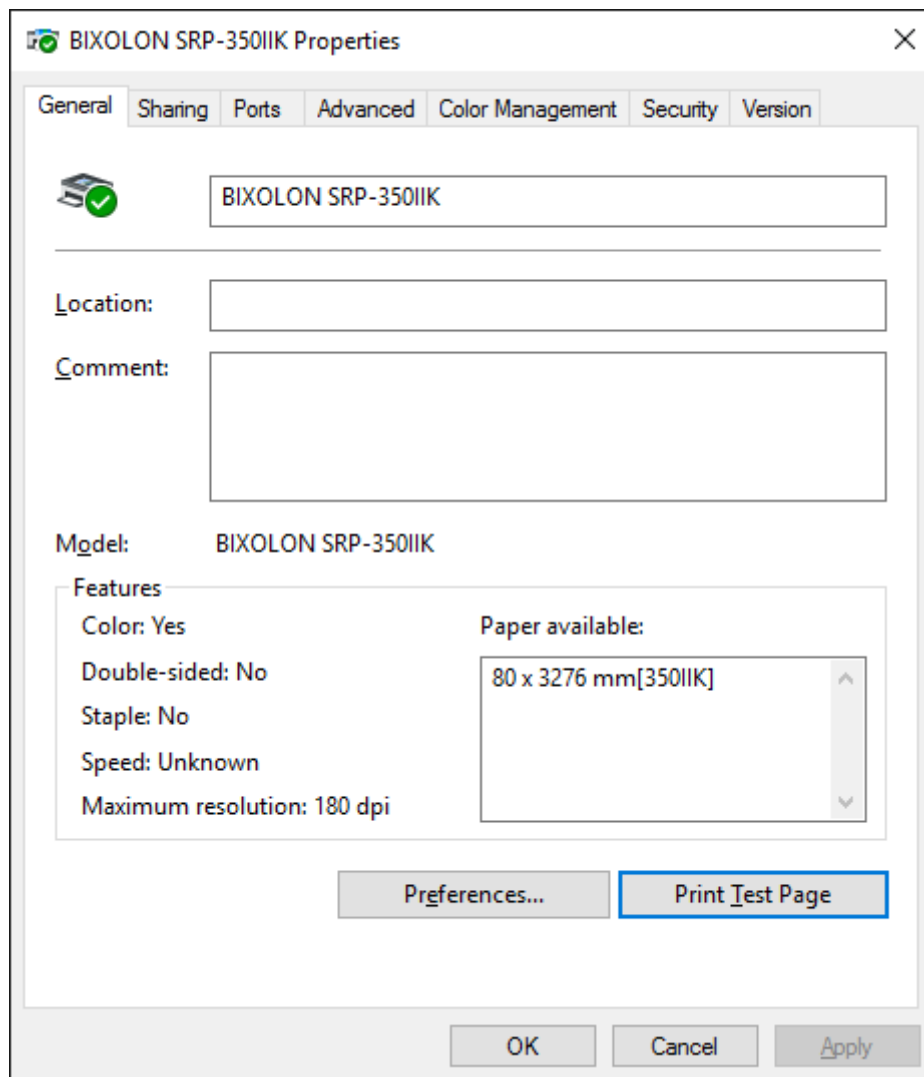 BIXOLON SRP-350IIK Properties
General Sharing Ports Advanced Color Management Security Version
BIXOLON SRP-350IIK
Location:
Comment:
Model: BIXOLON SRP-350IIK
Features
Color: Yes
Paper available:
Double-sided: No
80 x 3276 mm[350IIK]
Staple: No
Speed: Unknown
Maximum resolution: 180 dpi
Preferences... Print Test Page
OK Cancel Apply